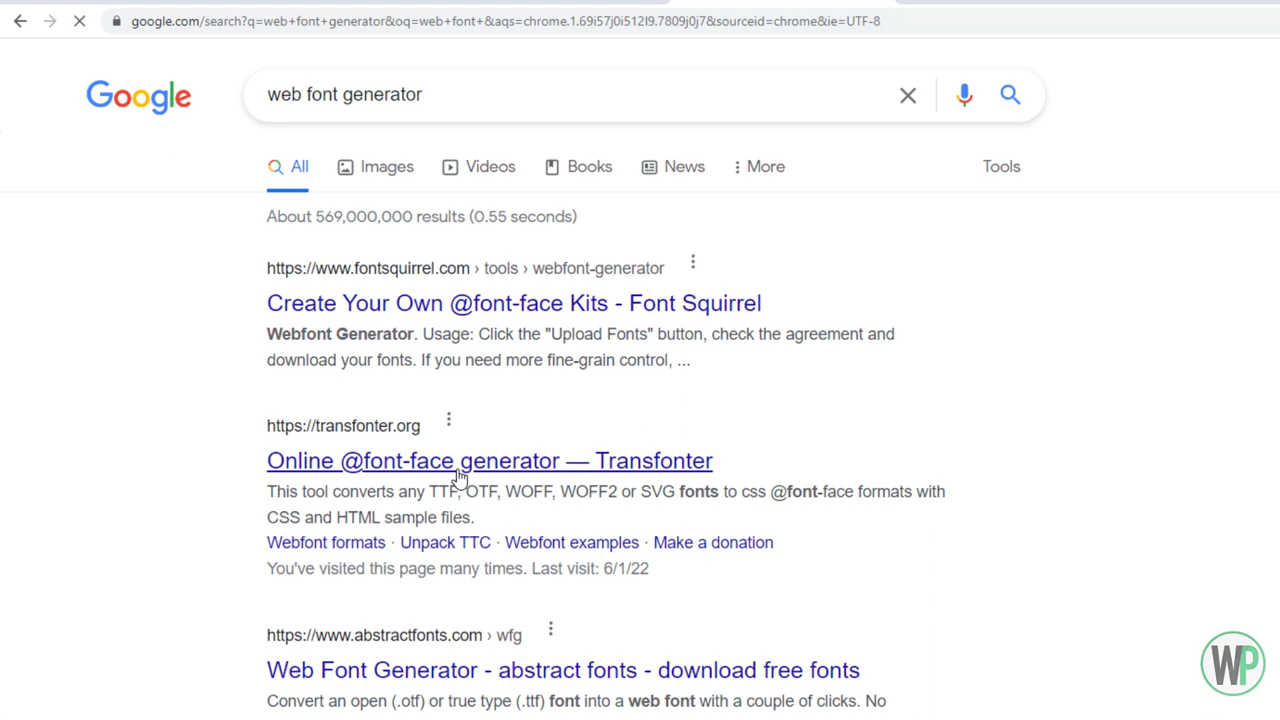 google.com/search?q=web+font+generator&oq=web+font+&aqs=chrome.1.69i57j0i512l9.7809j0j7&sourceid=chrome&ie=UTF-8
Google
web font generator
All Images Videos Books News More Tools
About 569,000,000 results (0.55 seconds)
https://www.fontsquirrel.com › tools › webfont-generator
Create Your Own @font-face Kits - Font Squirrel
Webfont Generator. Usage: Click the "Upload Fonts" button, check the agreement and
download your fonts. If you need more fine-grain control, ...
https://transfonter.org
Online @font-face generator — Transfonter
This tool converts any TTF, OTF, WOFF, WOFF2 or SVG fonts to css @font-face formats with
CSS and HTML sample files.
Webfont formats · Unpack TTC · Webfont examples · Make a donation
You've visited this page many times. Last visit: 6/1/22
https://www.abstractfonts.com › wfg
Web Font Generator - abstract fonts - download free fonts
Convert an open (.otf) or true type (.ttf) font into a web font with a couple of clicks. No
WP